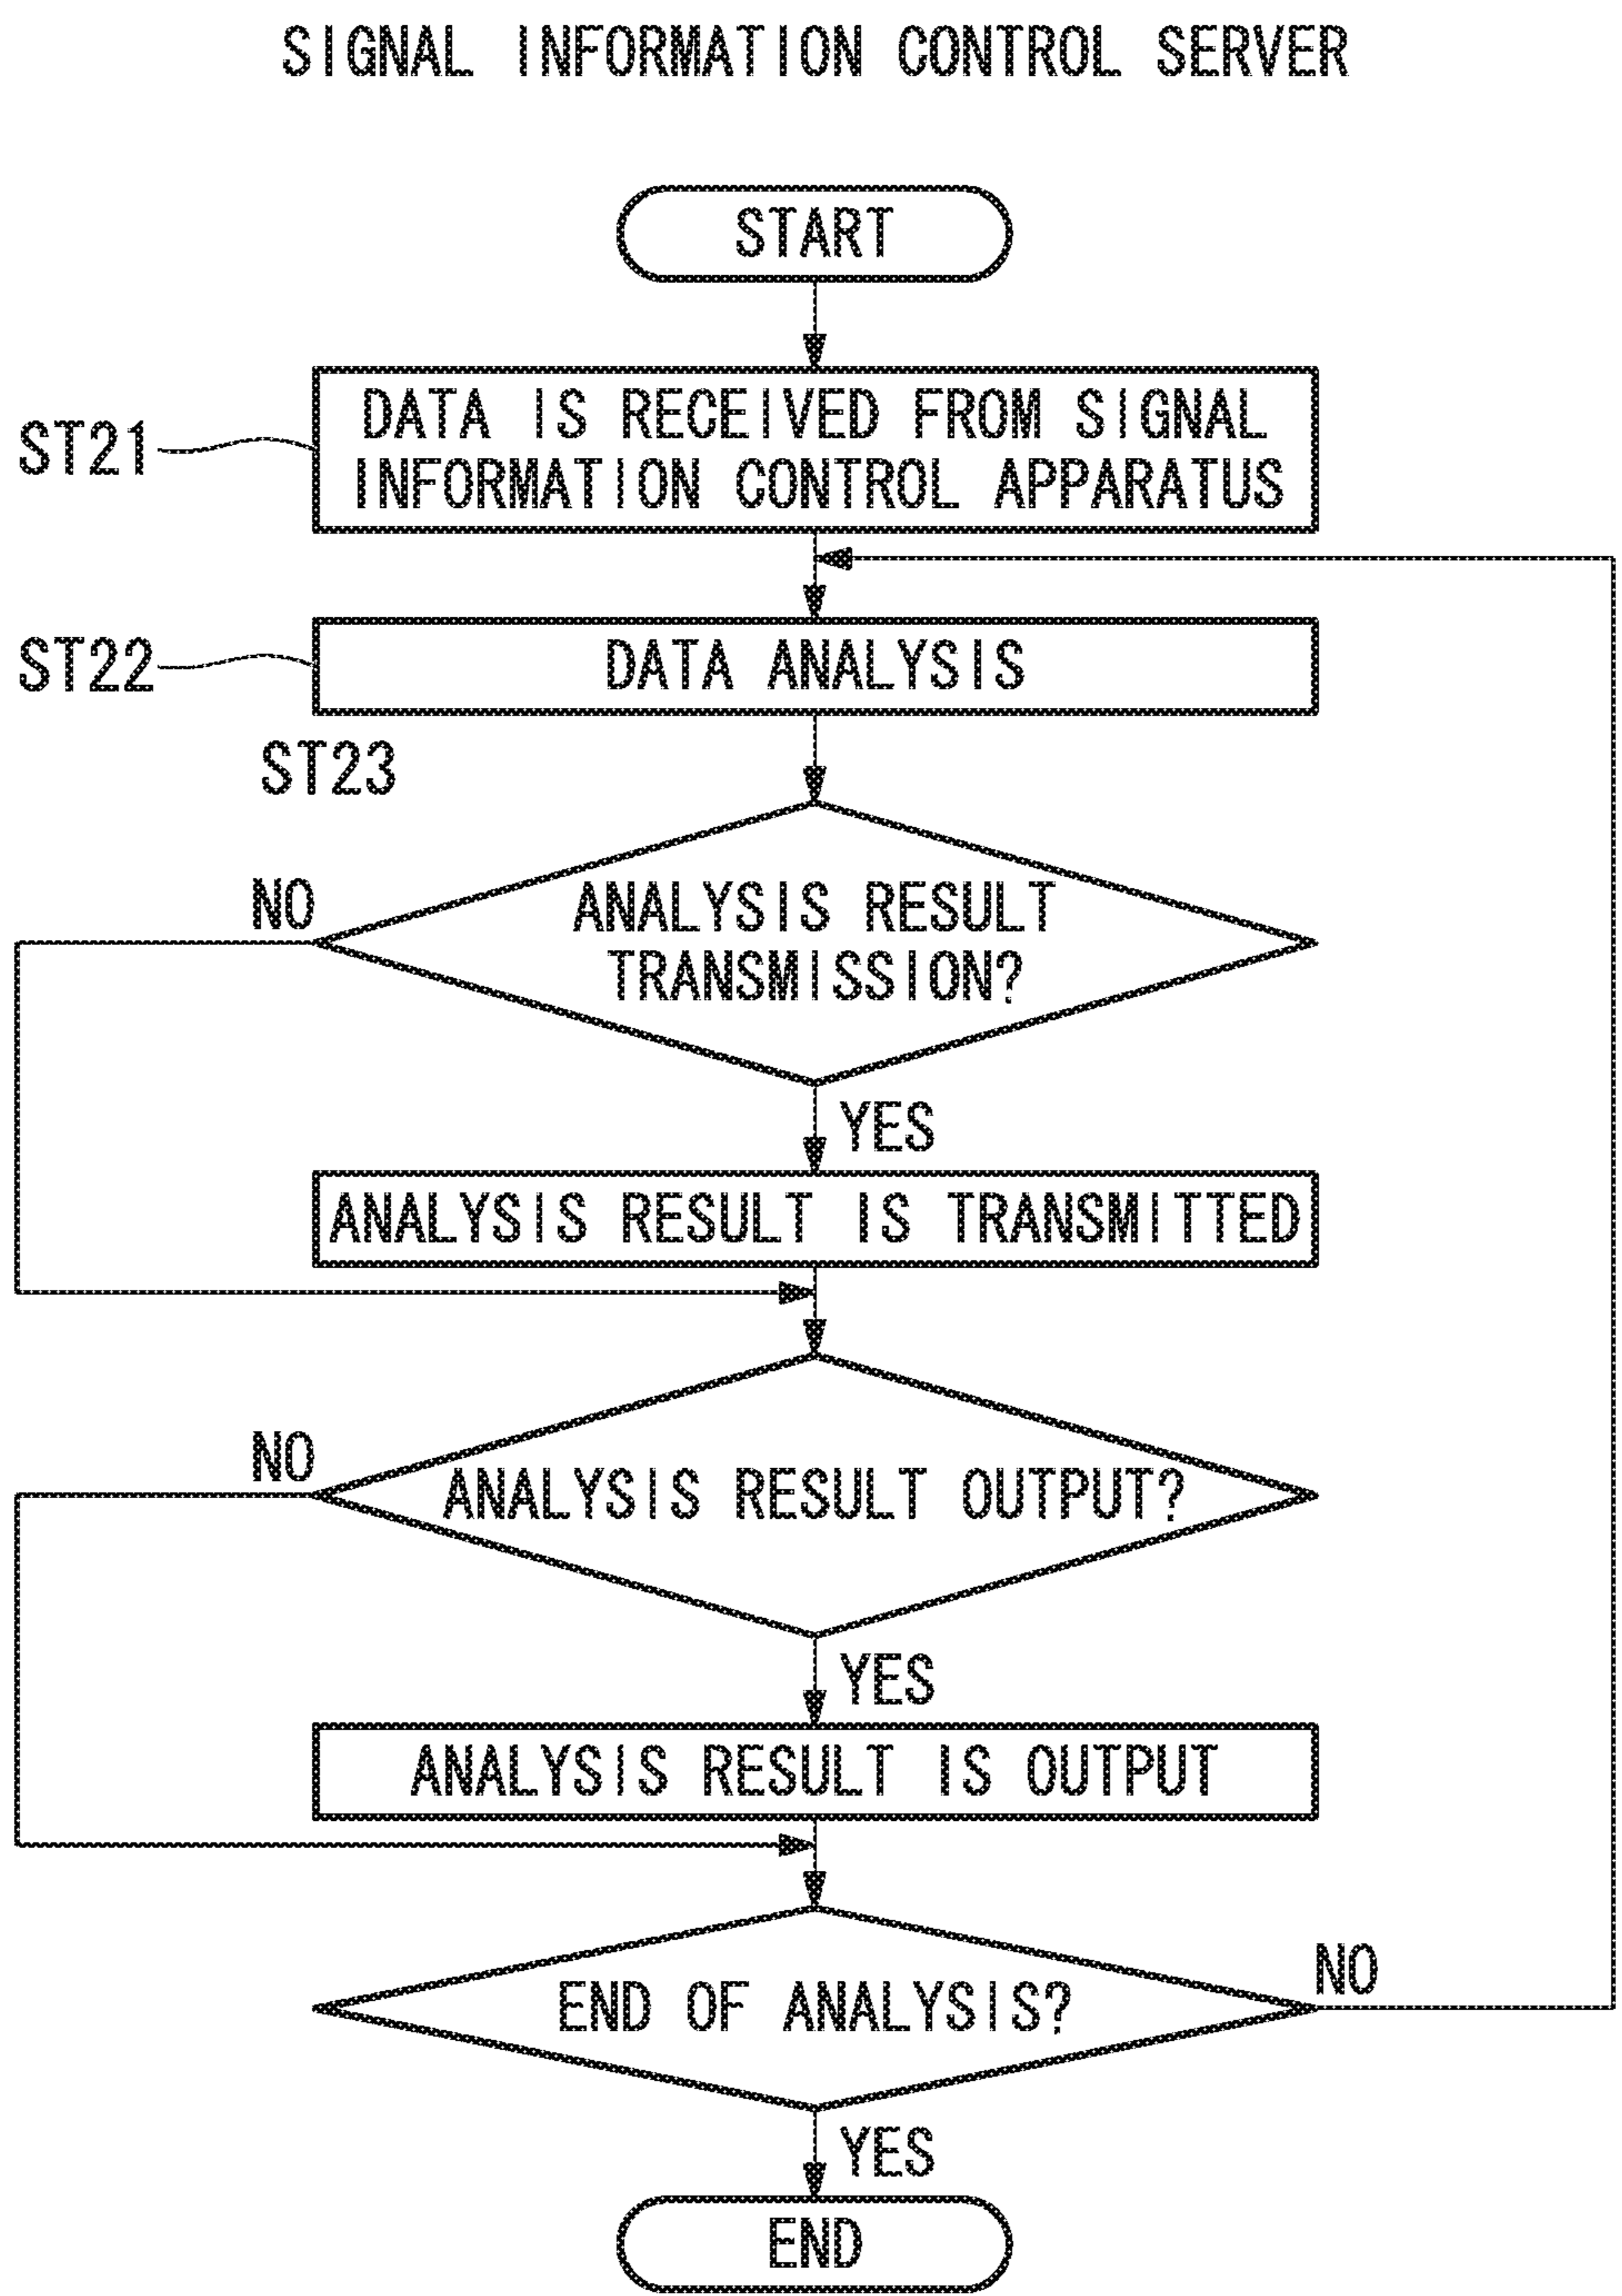 SIGNAL INFORMATION CONTROL SERVER
START
ST21
DATA IS RECEIVED FROM SIGNAL
INFORMATION CONTROL APPARATUS
ST22
DATA ANALYSIS
ST23
NO
ANALYSIS RESULT
TRANSMISSION?
YES
ANALYSIS RESULT IS TRANSMITTED
NO
ANALYSIS RESULT OUTPUT?
YES
ANALYSIS RESULT IS OUTPUT
END OF ANALYSIS?
NO
YES
END